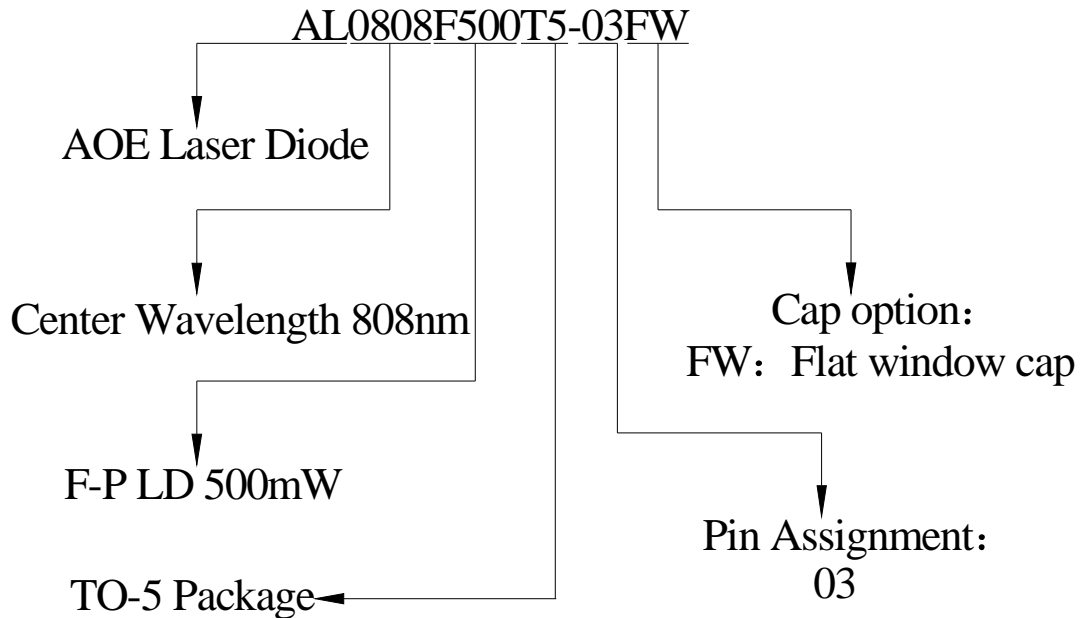 AL0808F500T5-03FW
AOE Laser Diode
Center Wavelength 808nm
Cap option：
FW： Flat window cap
F-P LD 500mW
Pin Assignment：
03
TO-5 Package